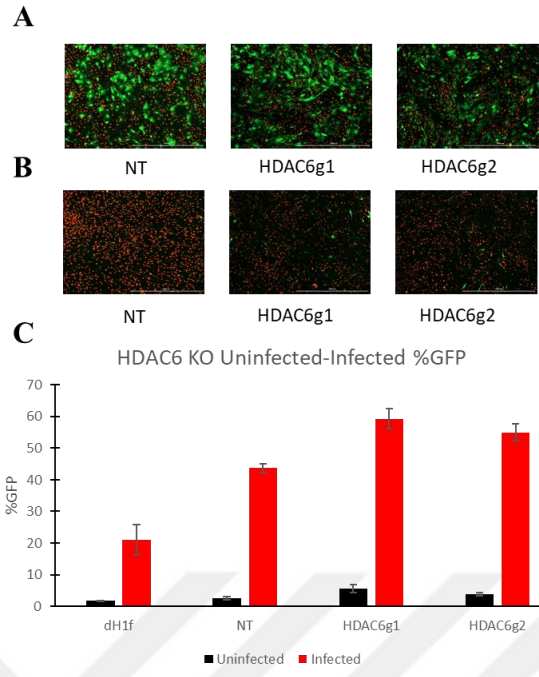 A
NT HDAC6g1 HDAC6g2
B
NT HDAC6g1 HDAC6g2
C
HDAC6 KO Uninfected-Infected %GFP
70
60
50
40
30
20
10
0
%GFP
dH1f NT HDAC6g1 HDAC6g2
Uninfected Infected